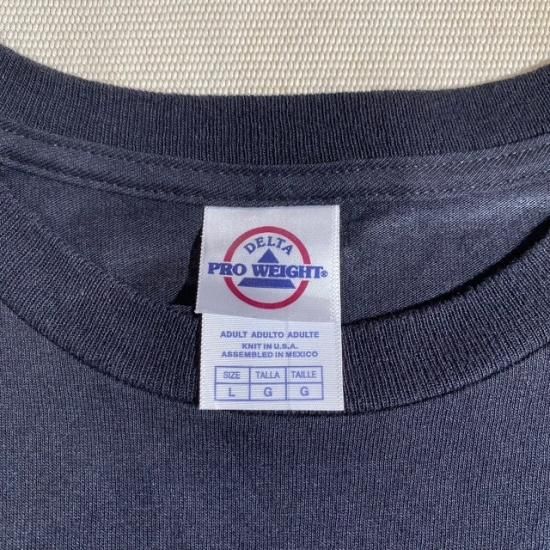 DELTA
PRO WEIGHT®
ADULT ADULTO ADULTE
KNIT IN U.S.A.
ASSEMBLED IN MEXICO
SIZE TALLA TAILLE
L G G